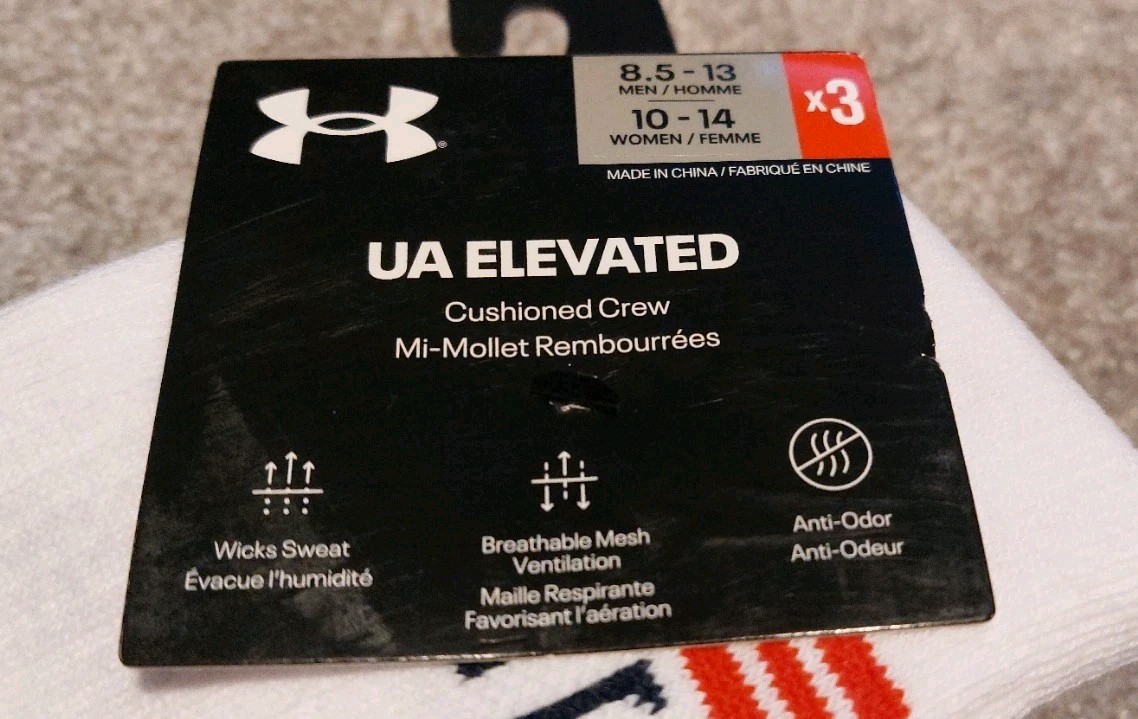 8.5 - 13
MEN / HOMME
10 - 14
WOMEN / FEMME
x3
MADE IN CHINA / FABRIQUÉ EN CHINE
UA ELEVATED
Cushioned Crew
Mi-Mollet Rembourrées
Wicks Sweat
Évacue l'humidité
Breathable Mesh
Ventilation
Maille Respirante
Favorisant l'aération
Anti-Odor
Anti-Odeur